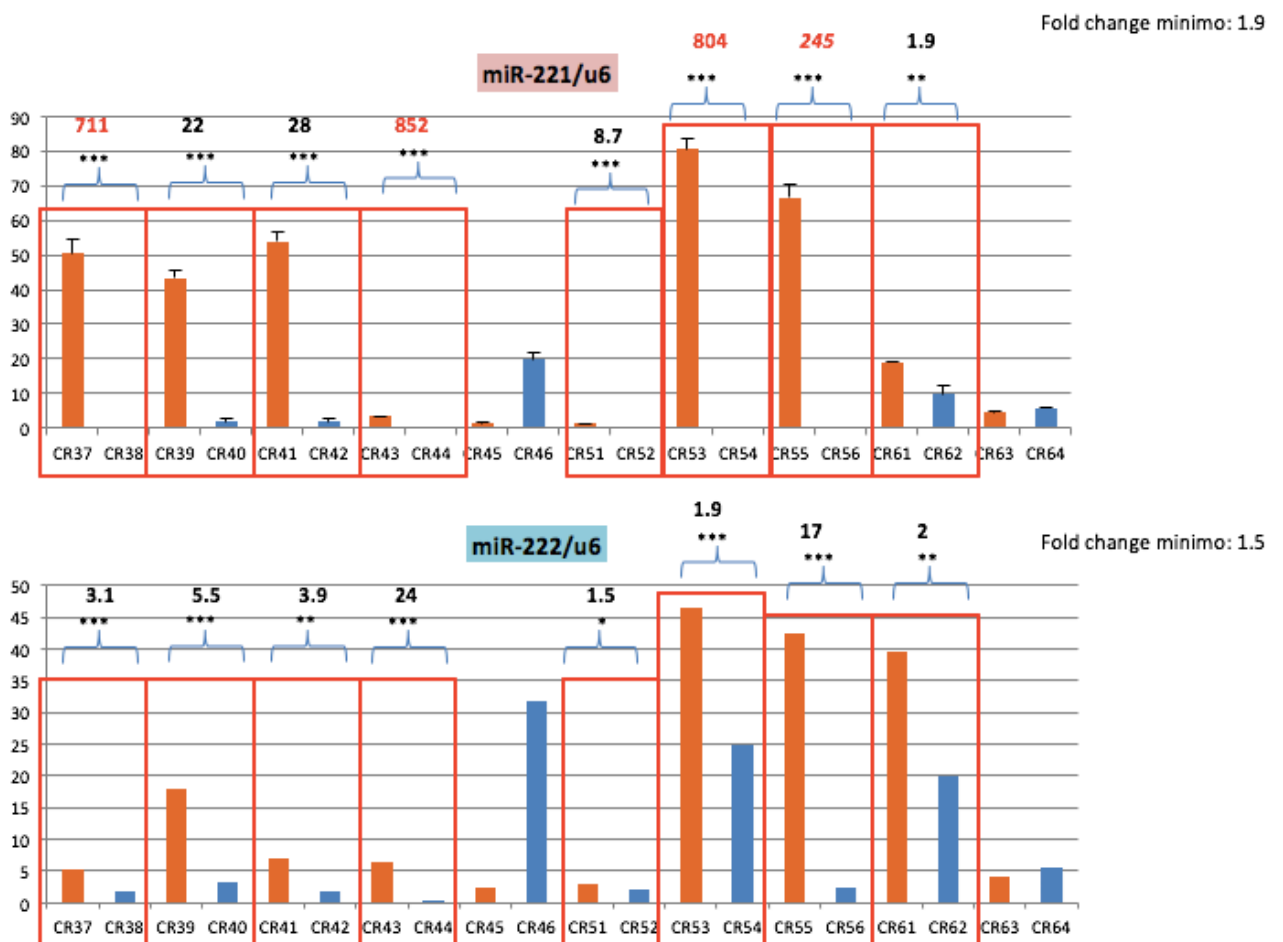 Fold change minimo: 1.9
804 245 1.9
miR-221/u6
*** *** **
711 22 28 852 8.7
*** *** *** *** ***
90
80
70
60
50
40
30
20
10
0
CR37 CR38 CR39 CR40 CR41 CR42 CR43 CR44 CR45 CR46 CR51 CR52 CR53 CR54 CR55 CR56 CR61 CR62 CR63 CR64
1.9 17 2
miR-222/u6
*** *** **
Fold change minimo: 1.5
3.1 5.5 3.9 24 1.5
*** *** ** *** *
50
45
40
35
30
25
20
15
10
5
0
CR37 CR38 CR39 CR40 CR41 CR42 CR43 CR44 CR45 CR46 CR51 CR52 CR53 CR54 CR55 CR56 CR61 CR62 CR63 CR64